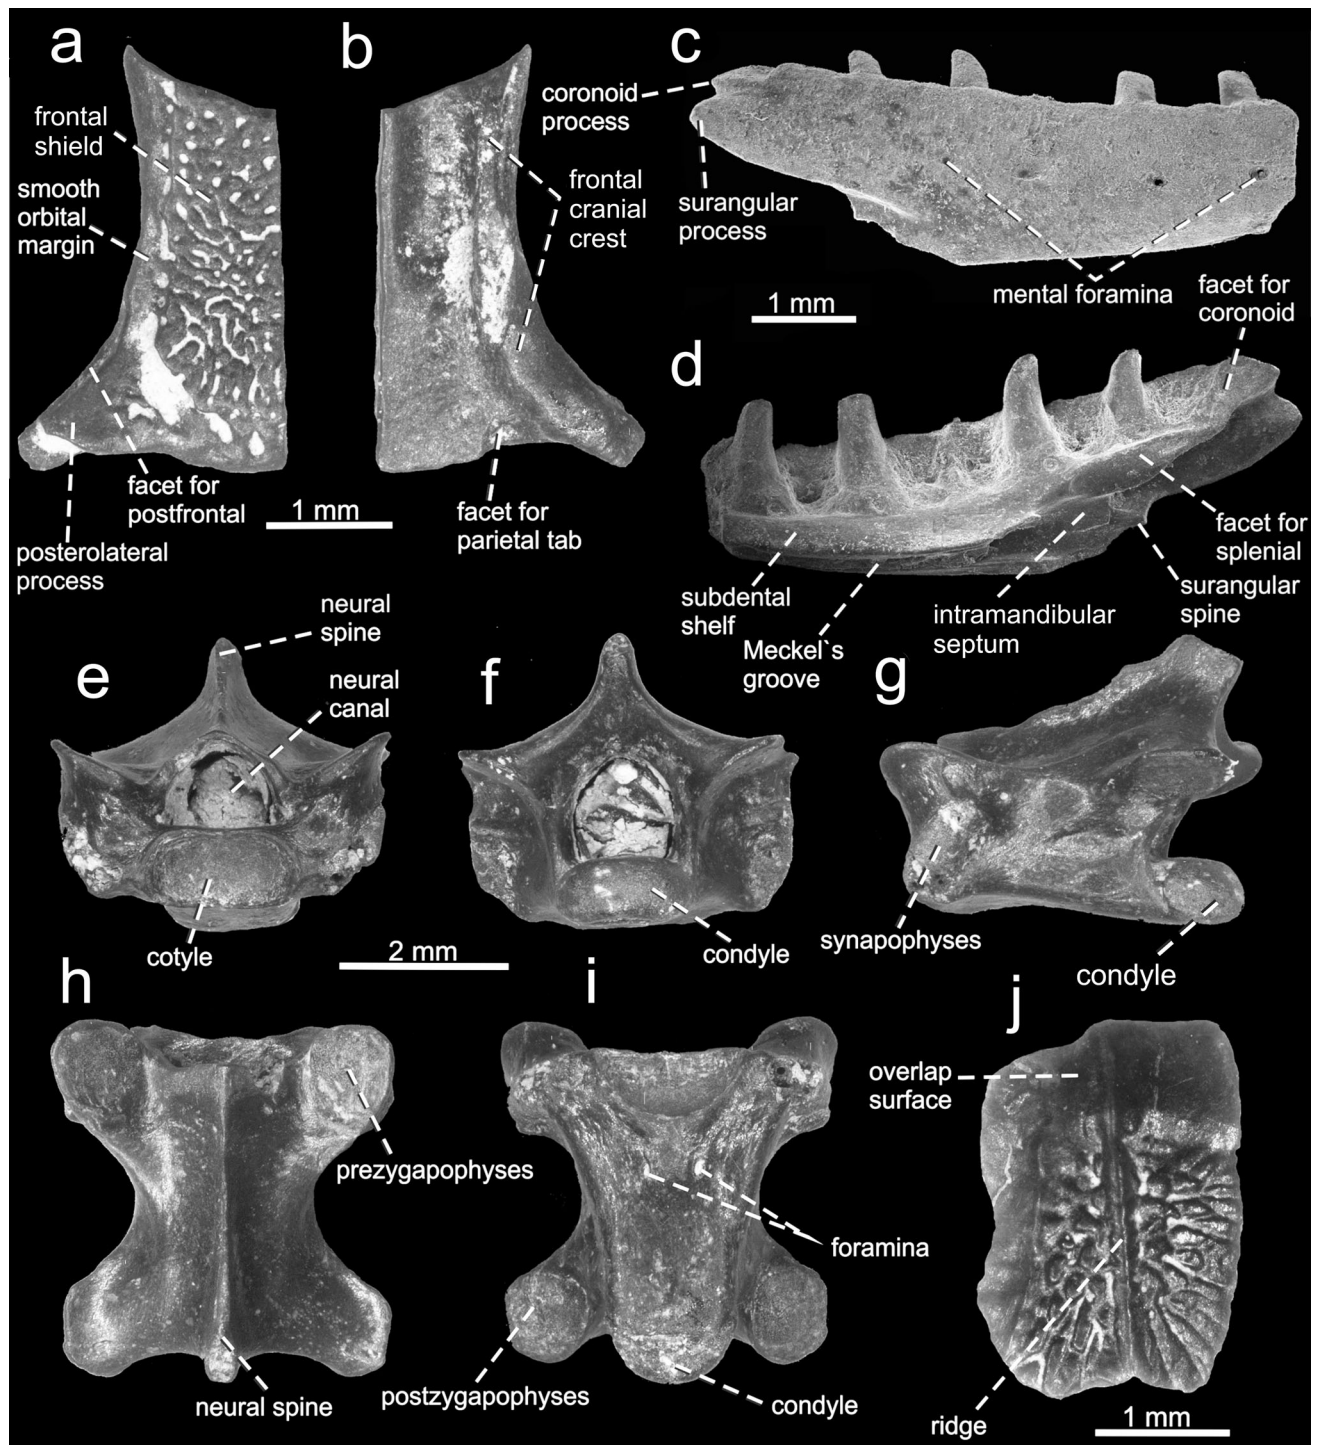 a
b
c
frontal
shield
smooth
orbital
margin
coronoid
process
frontal
cranial
crest
surangular
process
mental foramina
1 mm
facet for
coronoid
d
facet for
postfrontal
1 mm
posterolateral
process
facet for
parietal tab
facet for
splenial
surangular
spine
subdental
shelf
Meckel`s
groove
intramandibular
septum
neural
spine
e
neural
canal
f
g
cotyle
2 mm
condyle
synapophyses
condyle
h
i
j
overlap
surface
prezygapophyses
foramina
neural spine
postzygapophyses
condyle
ridge
1 mm